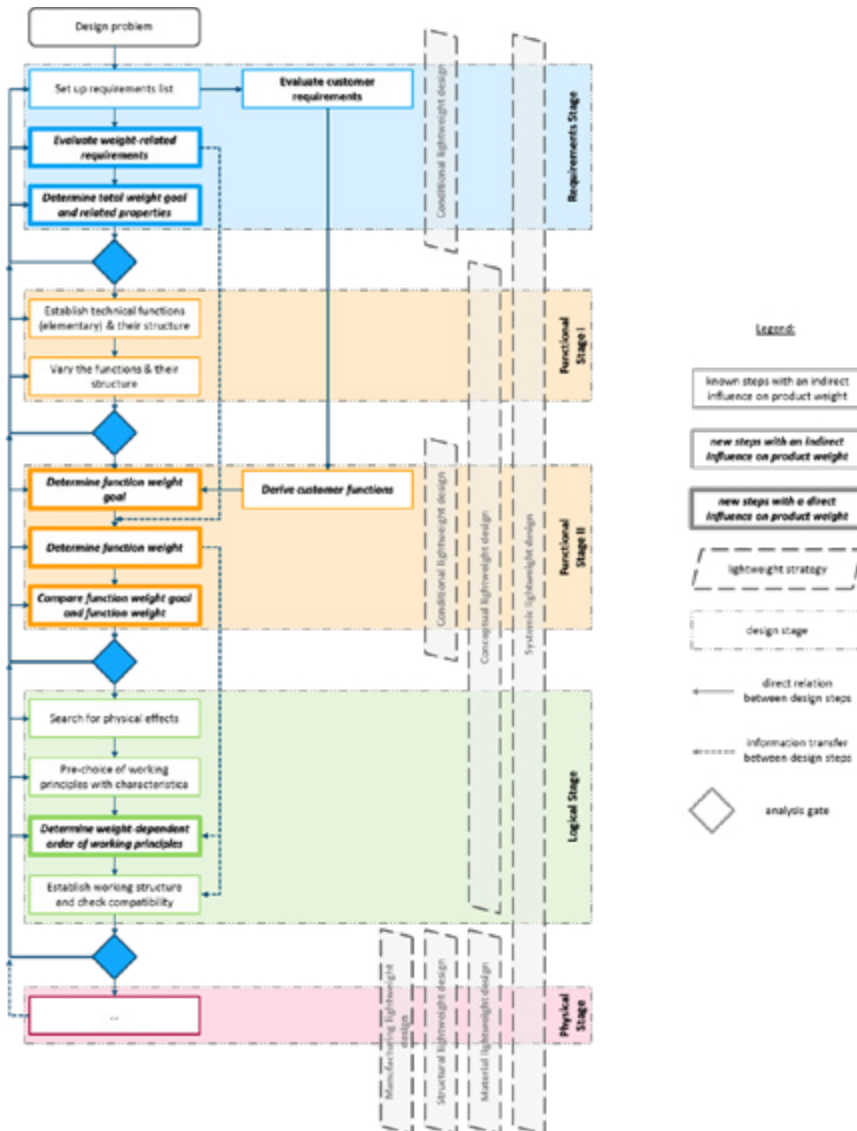 Design problem
Set up requirements list
Evaluate customer
requirements
Evaluate weight-related
requirements
Determine total weight goal
and related properties
Conditional lightweight design
Requirements Stage
Establish technical functions
(elementary) & their structure
Vary the functions & their
structure
Functional
Stage I
Determine function weight
goal
Derive customer functions
Determine function weight
Compare function weight goal
and function weight
Conditional lightweight design
Conceptual lightweight design
Systemic lightweight design
Functional
Stage II
Search for physical effects
Pre-choice of working
principles with characteristics
Determine weight-dependent
order of working principles
Establish working structure
and check compatibility
Logical Stage
...
Manufacturing lightweight
design
Structural lightweight design
Material lightweight design
Physical
Stage
Legend:
known steps with an indirect
influence on product weight
new steps with an indirect
influence on product weight
new steps with a direct
influence on product weight
lightweight strategy
design stage
direct relation
between design steps
information transfer
between design steps
analysis gate